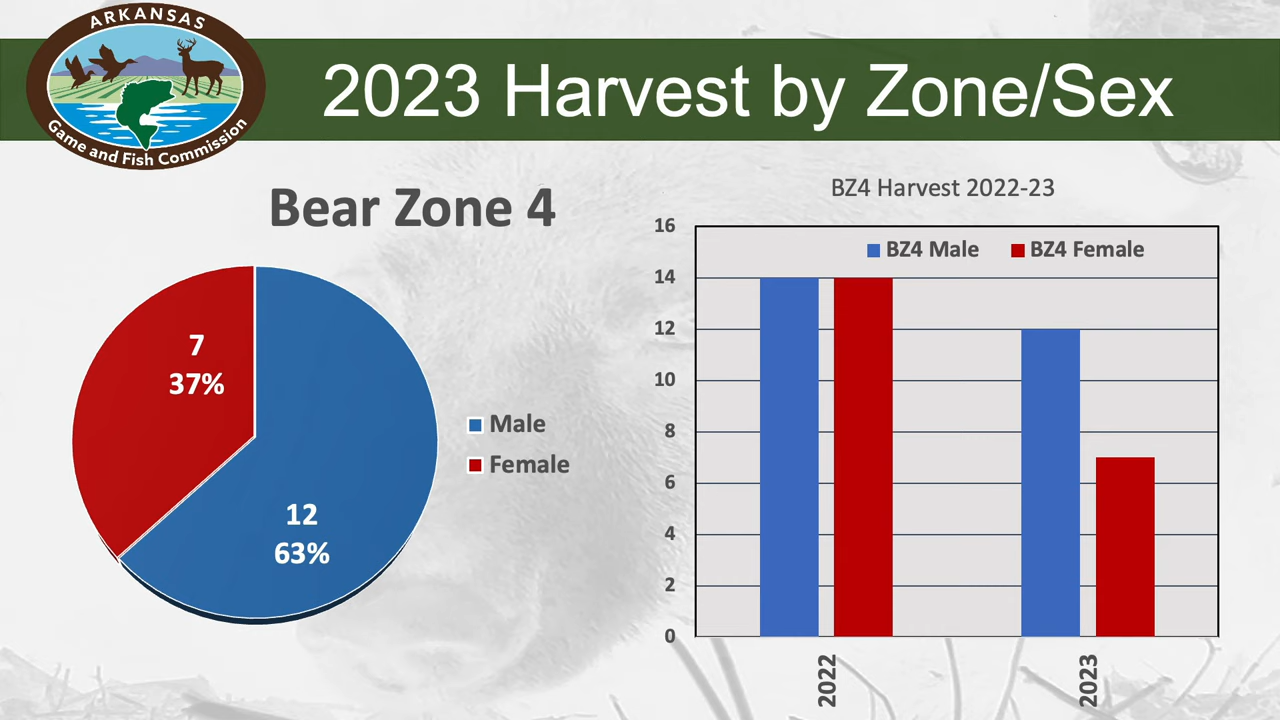 ARKANSAS
Game and Fish Commission
2023 Harvest by Zone/Sex
Bear Zone 4
7
37%
12
63%
Male
Female
BZ4 Harvest 2022-23
BZ4 Male
BZ4 Female
16
14
12
10
8
6
4
2
0
2022
2023